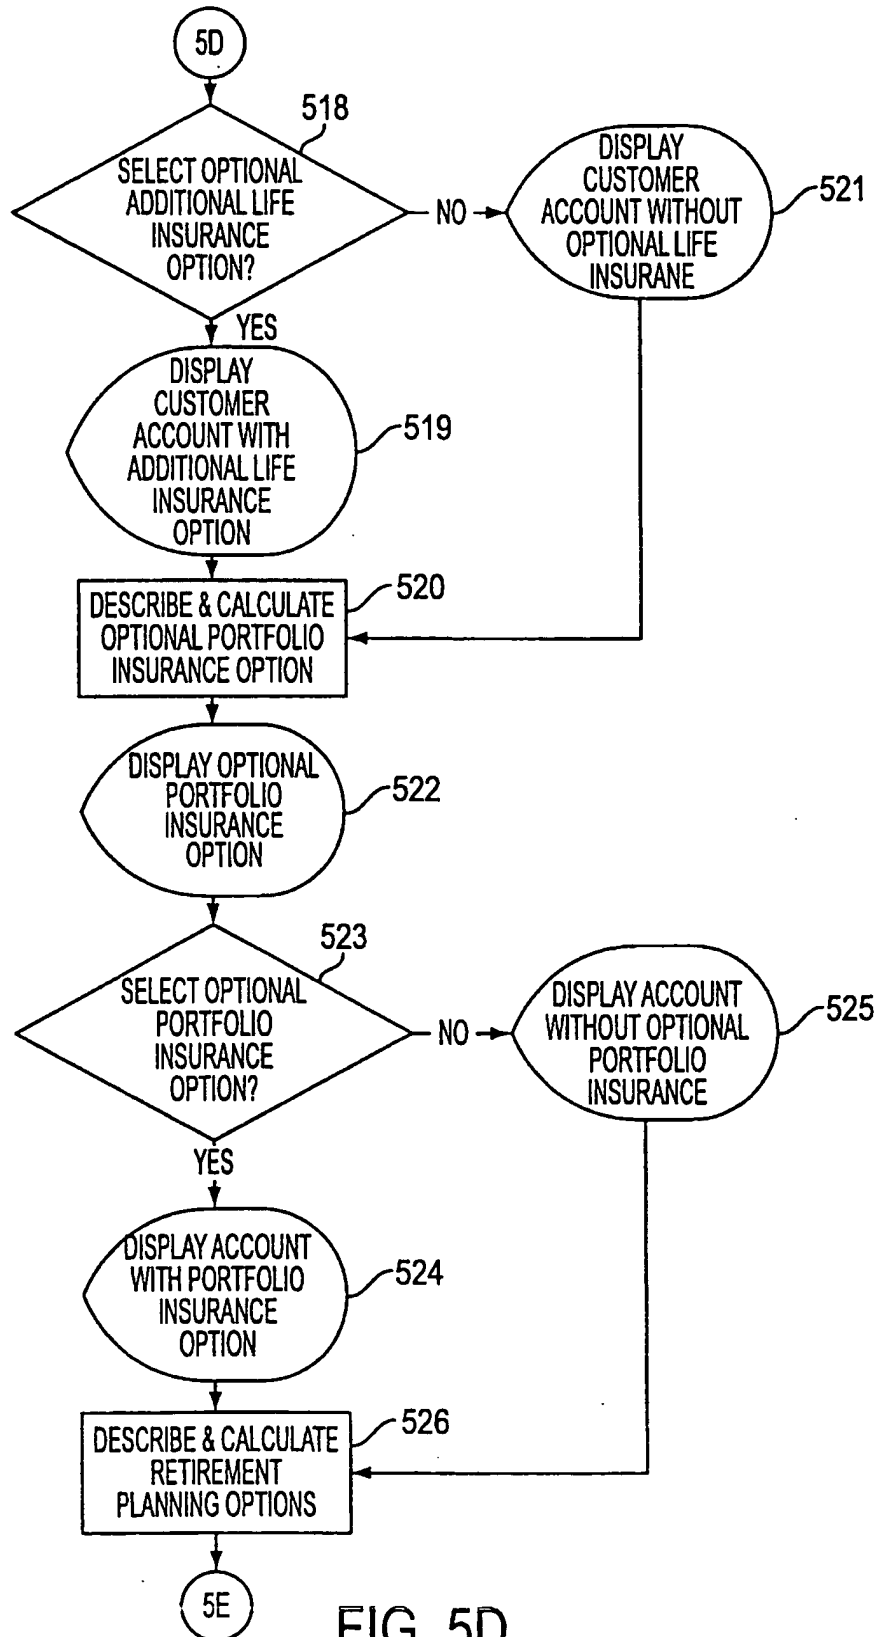 5D
518
SELECT OPTIONAL
ADDITIONAL LIFE
INSURANCE
OPTION?
NO
DISPLAY
CUSTOMER
ACCOUNT WITHOUT
OPTIONAL LIFE
INSURANE
521
YES
DISPLAY
CUSTOMER
ACCOUNT WITH
ADDITIONAL LIFE
INSURANCE
OPTION
519
DESCRIBE & CALCULATE
OPTIONAL PORTFOLIO
INSURANCE OPTION
520
DISPLAY OPTIONAL
PORTFOLIO
INSURANCE
OPTION
522
523
SELECT OPTIONAL
PORTFOLIO
INSURANCE
OPTION?
NO
DISPLAY ACCOUNT
WITHOUT OPTIONAL
PORTFOLIO
INSURANCE
525
YES
DISPLAY ACCOUNT
WITH PORTFOLIO
INSURANCE
OPTION
524
DESCRIBE & CALCULATE
RETIREMENT
PLANNING OPTIONS
526
5E
FIG. 5D